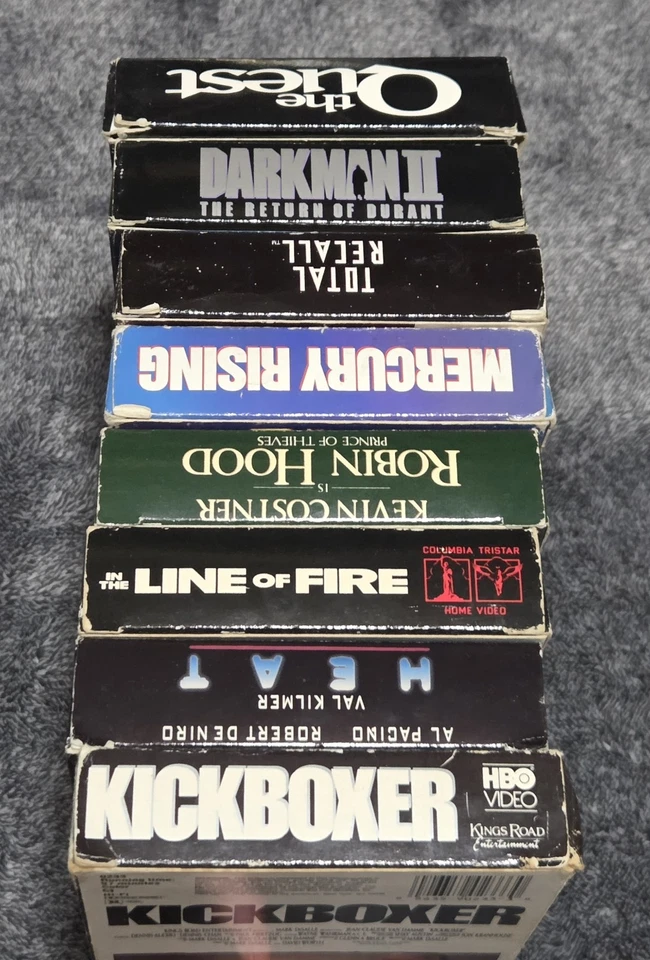 the
Quest
DARKMAN II
THE RETURN OF DURANT
TOTAL
RECALL™
MERCURY RISING
KEVIN COSTNER
IS
ROBIN HOOD
PRINCE OF THIEVES
IN THE LINE OF FIRE
COLUMBIA TRISTAR
HOME VIDEO
AL PACINO ROBERT DE NIRO
VAL KILMER
HEAT
KICKBOXER
HBO
VIDEO
KINGS ROAD
Entertainment
KICKBOXER